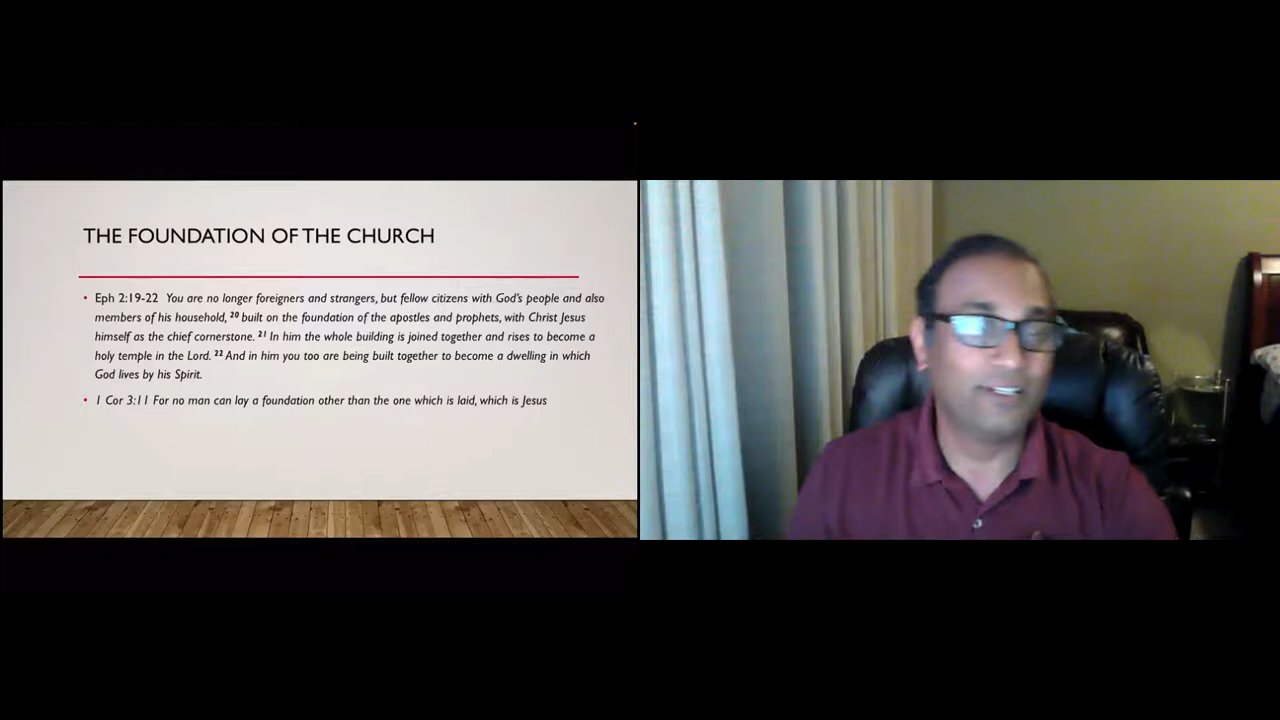 THE FOUNDATION OF THE CHURCH
• Eph 2:19-22 You are no longer foreigners and strangers, but fellow citizens with God's people and also
members of his household, 20 built on the foundation of the apostles and prophets, with Christ Jesus
himself as the chief cornerstone. 21 In him the whole building is joined together and rises to become a
holy temple in the Lord. 22 And in him you too are being built together to become a dwelling in which
God lives by his Spirit.
• 1 Cor 3:11 For no man can lay a foundation other than the one which is laid, which is Jesus